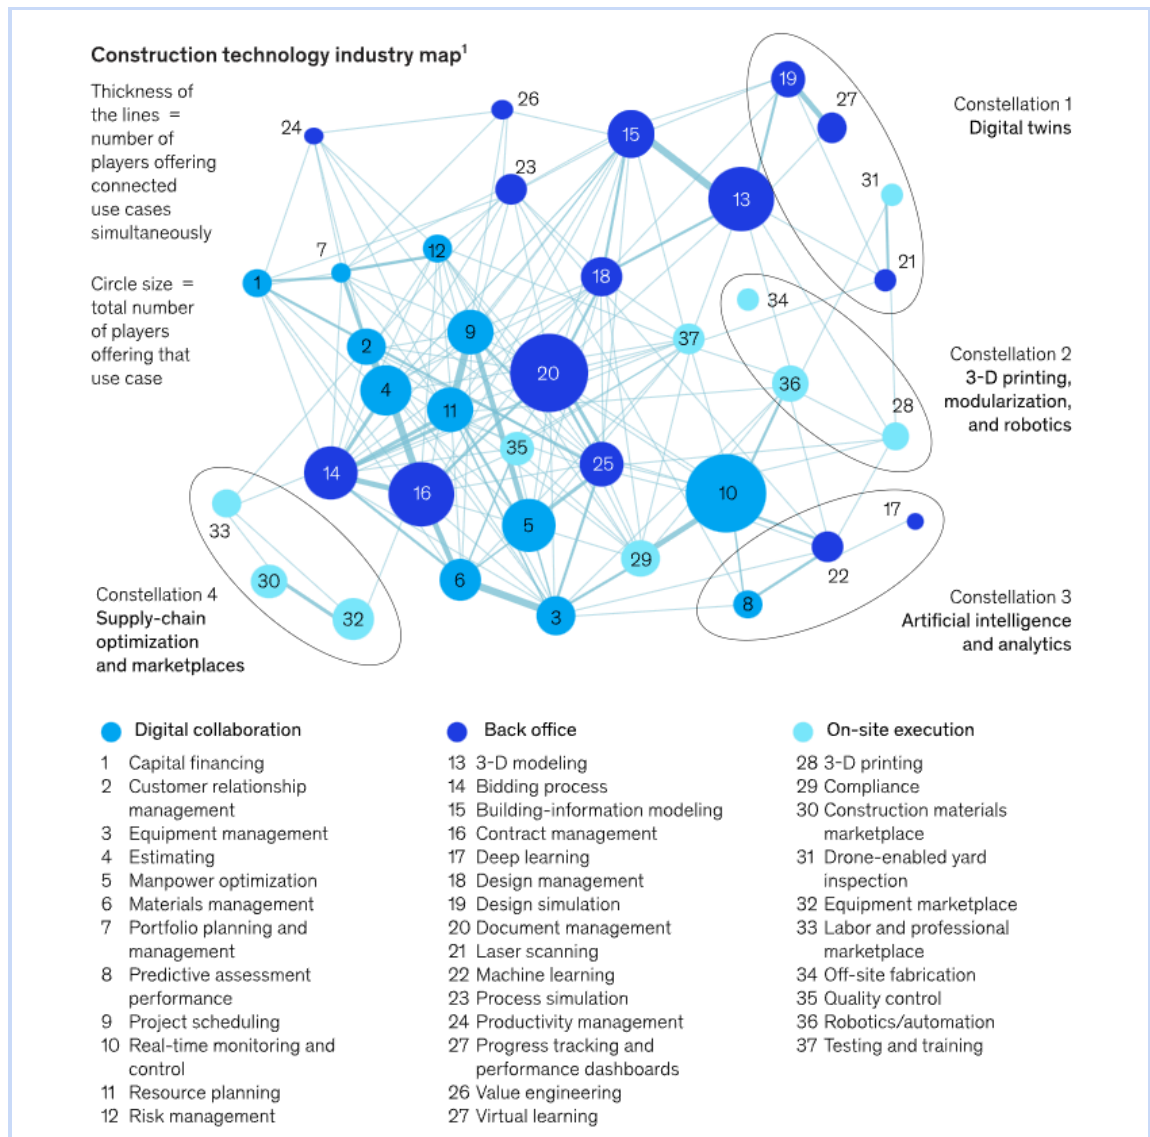 Construction technology industry map¹
Thickness of
the lines =
number of
players offering
connected
use cases
simultaneously
Circle size =
total number
of players
offering that
use case
26
24
15
19
27
Constellation 1
Digital twins
23
13
31
7
12
18
21
1
34
9
37
2
20
Constellation 2
3-D printing,
modularization,
and robotics
4
36
11
28
35
14
16
25
10
17
33
5
29
22
30
6
8
32
3
Constellation 4
Supply-chain
optimization
and marketplaces
Constellation 3
Artificial intelligence
and analytics
Digital collaboration
1 Capital financing
2 Customer relationship
management
3 Equipment management
4 Estimating
5 Manpower optimization
6 Materials management
7 Portfolio planning and
management
8 Predictive assessment
performance
9 Project scheduling
10 Real-time monitoring and
control
11 Resource planning
12 Risk management
Back office
13 3-D modeling
14 Bidding process
15 Building-information modeling
16 Contract management
17 Deep learning
18 Design management
19 Design simulation
20 Document management
21 Laser scanning
22 Machine learning
23 Process simulation
24 Productivity management
27 Progress tracking and
performance dashboards
26 Value engineering
27 Virtual learning
On-site execution
28 3-D printing
29 Compliance
30 Construction materials
marketplace
31 Drone-enabled yard
inspection
32 Equipment marketplace
33 Labor and professional
marketplace
34 Off-site fabrication
35 Quality control
36 Robotics/automation
37 Testing and training